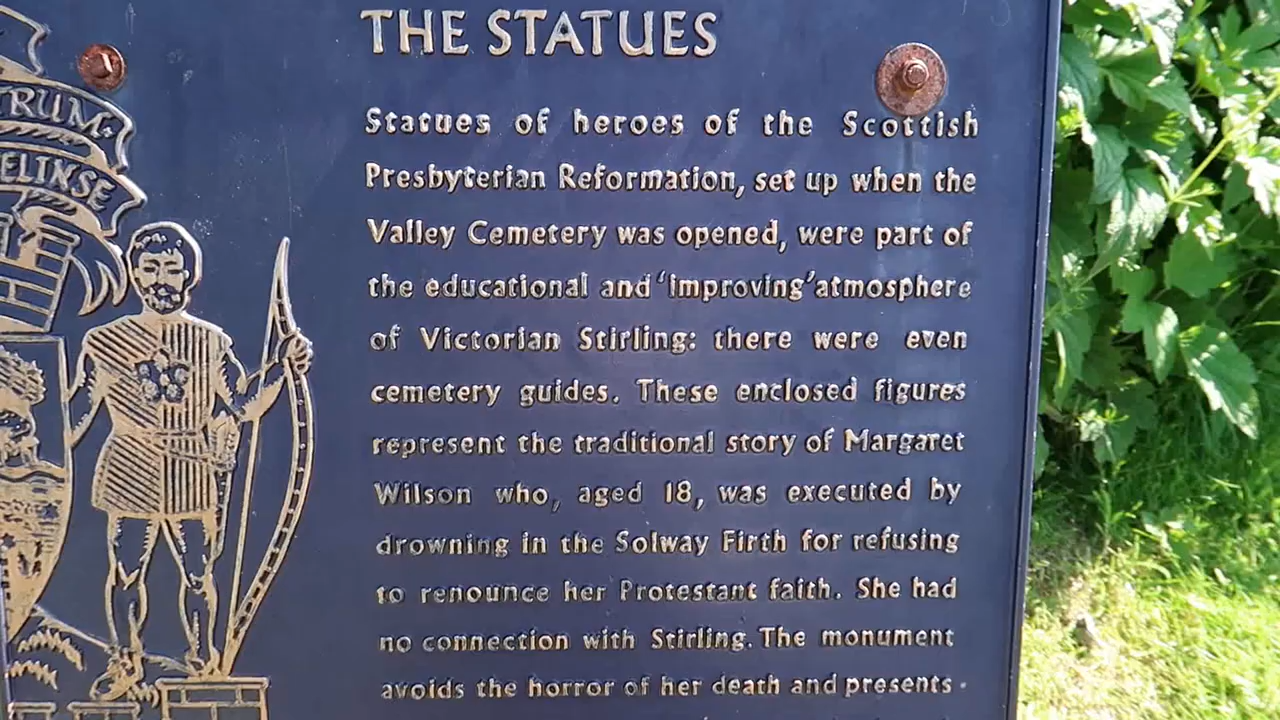 THE STATUES
TRUM
ELINSE
Statues of heroes of the Scottish
Presbyterian Reformation, set up when the
Valley Cemetery was opened, were part of
the educational and 'improving' atmosphere
of Victorian Stirling: there were even
cemetery guides. These enclosed figures
represent the traditional story of Margaret
Wilson who, aged 18, was executed by
drowning in the Solway Firth for refusing
to renounce her Protestant faith. She had
no connection with Stirling. The monument
avoids the horror of her death and presents